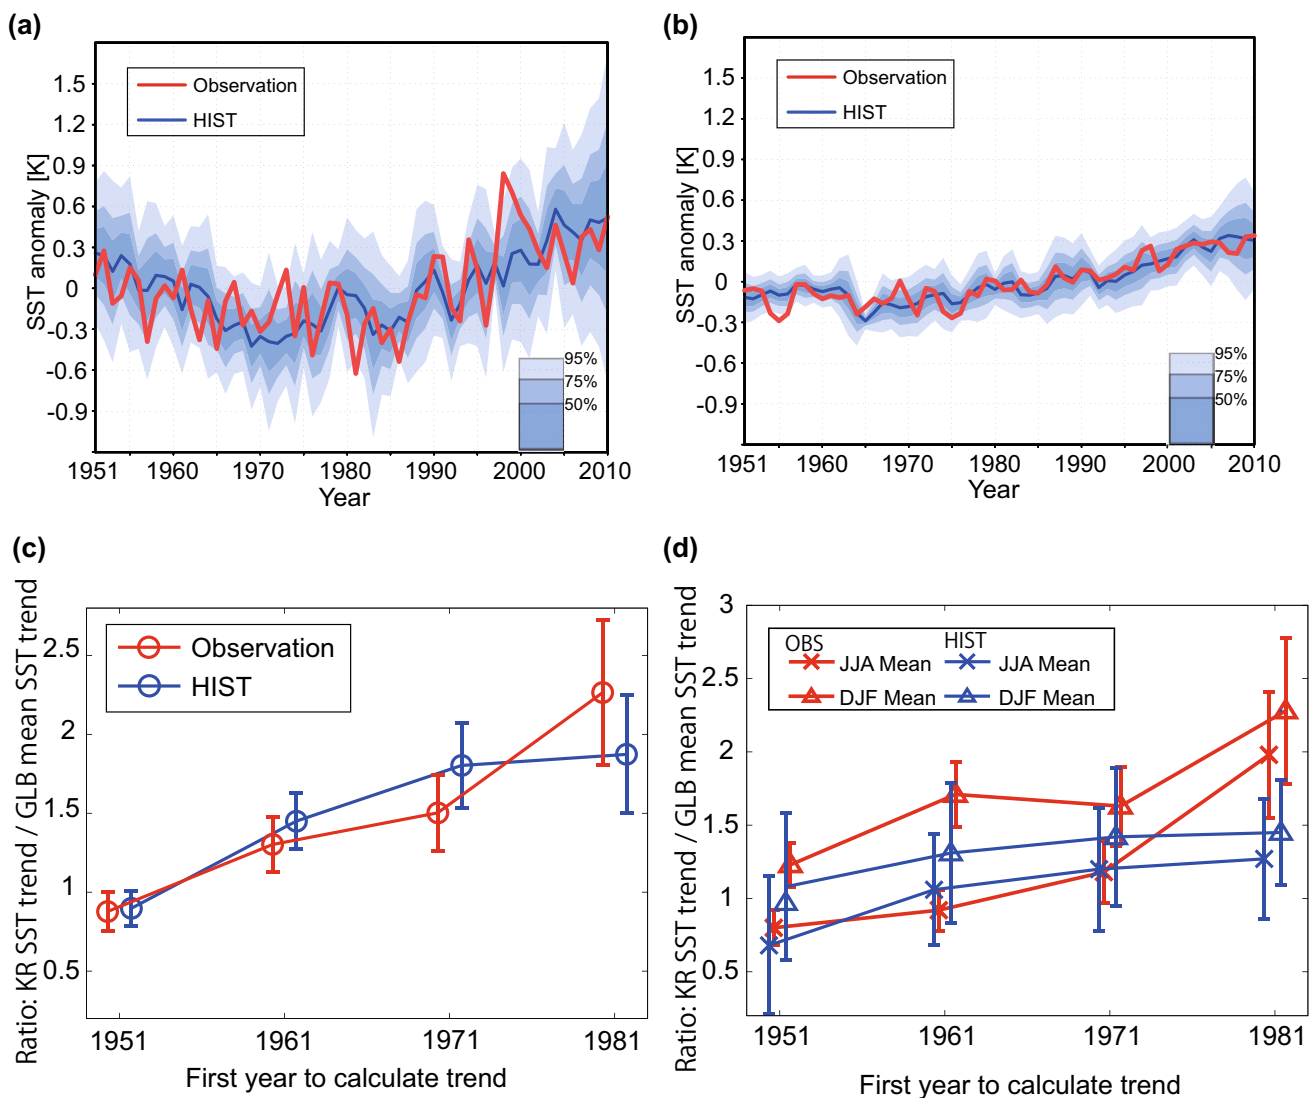 (a)
SST anomaly [K]
1.5
1.2
0.9
0.6
0.3
0
-0.3
-0.6
-0.9
Observation
HIST
95%
75%
50%
1951 1960 1970 1980 1990 2000 2010
Year
(b)
SST anomaly [K]
1.5
1.2
0.9
0.6
0.3
0
-0.3
-0.6
-0.9
Observation
HIST
95%
75%
50%
1951 1960 1970 1980 1990 2000 2010
Year
(c)
Ratio: KR SST trend / GLB mean SST trend
2.5
2
1.5
1
0.5
Observation
HIST
1951 1961 1971 1981
First year to calculate trend
(d)
Ratio: KR SST trend / GLB mean SST trend
3
2.5
2
1.5
1
0.5
OBS HIST
JJA Mean JJA Mean
DJF Mean DJF Mean
1951 1961 1971 1981
First year to calculate trend